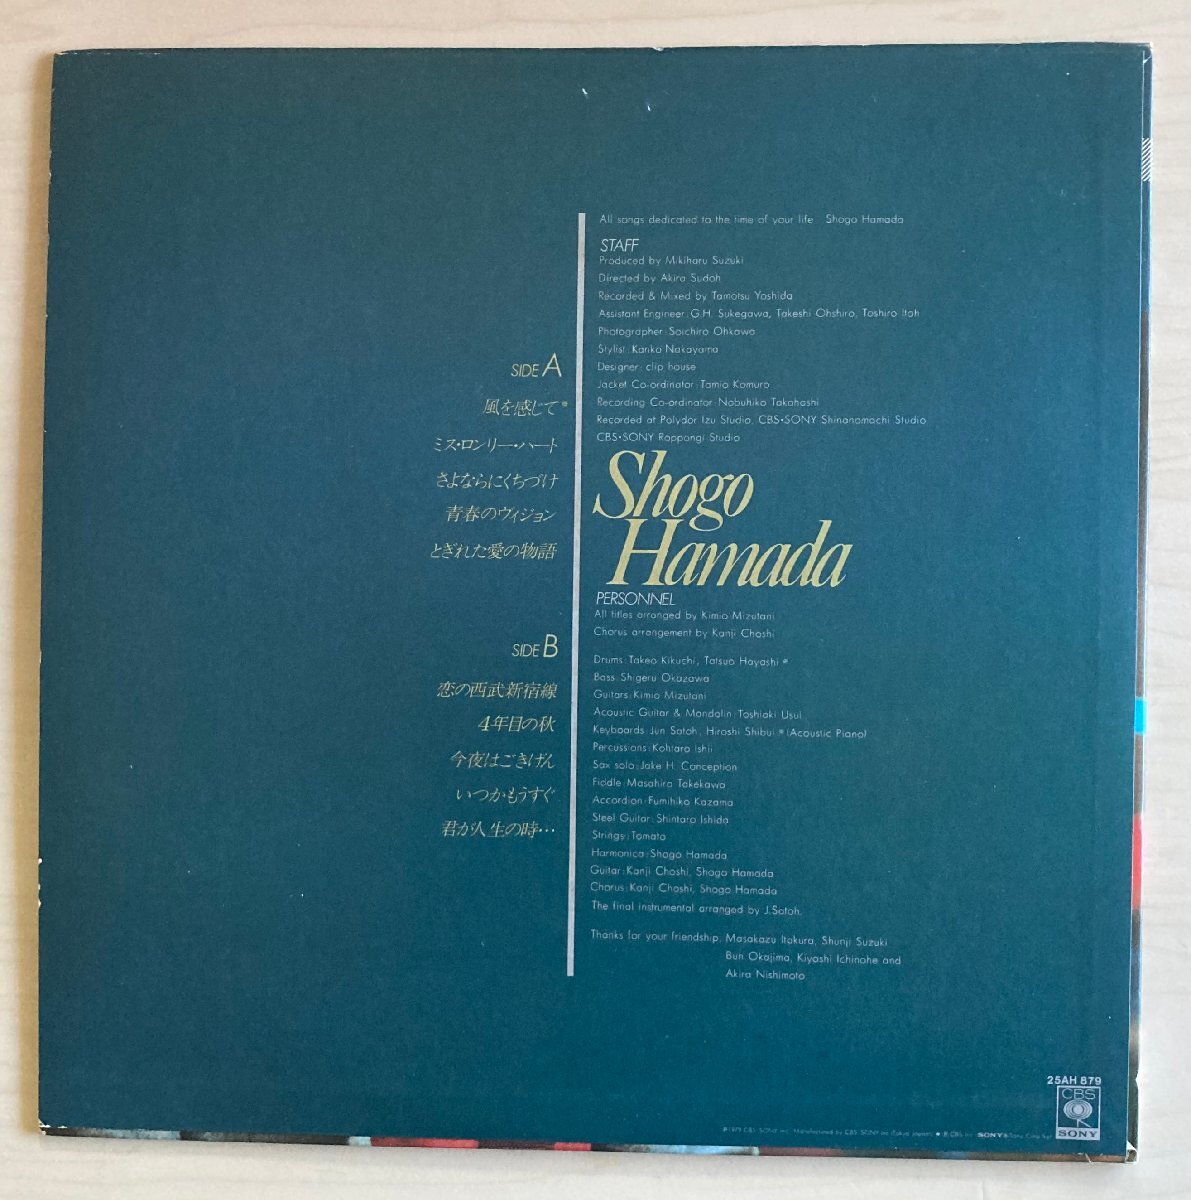 SIDE A
風を感じて*
ミス・ロンリー・ハート
さよならにくちづけ
青春のヴィジョン
とぎれた愛の物語
SIDE B
恋の西武新宿線
4年目の秋
今夜はごきげん
いつかもうすぐ
君が人生の時…
All songs dedicated to the time of your life Shogo Hamada
STAFF
Produced by Mikiharu Suzuki
Directed by Akira Sudoh
Recorded & Mixed by Tamotsu Yoshida
Assistant Engineer: G.H. Sukegawa, Takeshi Ohshiro, Toshiro Itoh
Photographer: Soichiro Ohkawa
Stylist: Kanko Nakayama
Designer: clip house
Jacket Co-ordinator: Tamio Komuro
Recording Co-ordinator: Nobuhiko Takahashi
Recorded at Polydor Izu Studio, CBS・SONY Shinanomachi Studio
CBS・SONY Roppongi Studio
Shogo
Hamada
PERSONNEL
All titles arranged by Kimio Mizutani
Chorus arrangement by Kanji Choshi
Drums: Takeo Kikuchi, Tatsuo Hayashi*
Bass: Shigeru Okazawa
Guitars: Kimio Mizutani
Acoustic Guitar & Mandolin: Toshiaki Usui
Keyboards: Jun Satoh, Hiroshi Shibui*(Acoustic Piano)
Percussions: Kohtaro Ishii
Sax solo: Jake H. Conception
Fiddle: Masahiro Takekawa
Accordion: Fumihiko Kazama
Steel Guitar: Shintaro Ishida
Strings: Tomato
Harmonica: Shogo Hamada
Guitar: Kanji Choshi, Shogo Hamada
Chorus: Kanji Choshi, Shogo Hamada
The final instrumental arranged by J.Satoh.
Thanks for your friendship, Masakazu Itakura, Shunji Suzuki
Bun Okajima, Kiyoshi Ichinohe and
Akira Nishimoto
25AH 879
CBS
SONY
℗1979 CBS/SONY Inc. Manufactured by CBS/SONY Inc.